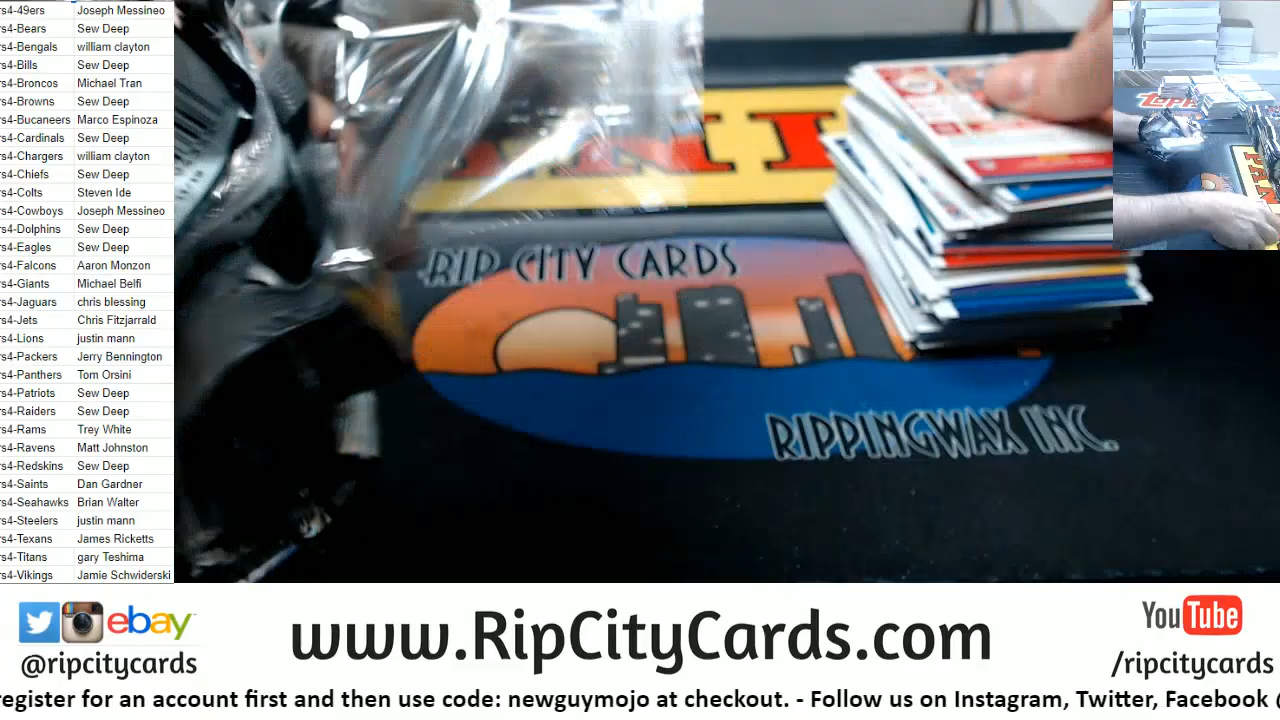 rs4-49ers Joseph Messineo
rs4-Bears Sew Deep
rs4-Bengals william clayton
rs4-Bills Sew Deep
rs4-Broncos Michael Tran
rs4-Browns Sew Deep
rs4-Bucaneers Marco Espinoza
rs4-Cardinals Sew Deep
rs4-Chargers william clayton
rs4-Chiefs Sew Deep
rs4-Colts Steven Ide
rs4-Cowboys Joseph Messineo
rs4-Dolphins Sew Deep
rs4-Eagles Sew Deep
rs4-Falcons Aaron Monzon
rs4-Giants Michael Belfi
rs4-Jaguars chris blessing
rs4-Jets Chris Fitzjarrald
rs4-Lions justin mann
rs4-Packers Jerry Bennington
rs4-Panthers Tom Orsini
rs4-Patriots Sew Deep
rs4-Raiders Sew Deep
rs4-Rams Trey White
rs4-Ravens Matt Johnston
rs4-Redskins Sew Deep
rs4-Saints Dan Gardner
rs4-Seahawks Brian Walter
rs4-Steelers justin mann
rs4-Texans James Ricketts
rs4-Titans gary Teshima
rs4-Vikings Jamie Schwiderski
RIP CITY CARDS
RIPPINGWAX INC.
Topps
PANI
ebay
@ripcitycards
www.RipCityCards.com
YouTube
/ripcitycards
register for an account first and then use code: newguymojo at checkout. - Follow us on Instagram, Twitter, Facebook (